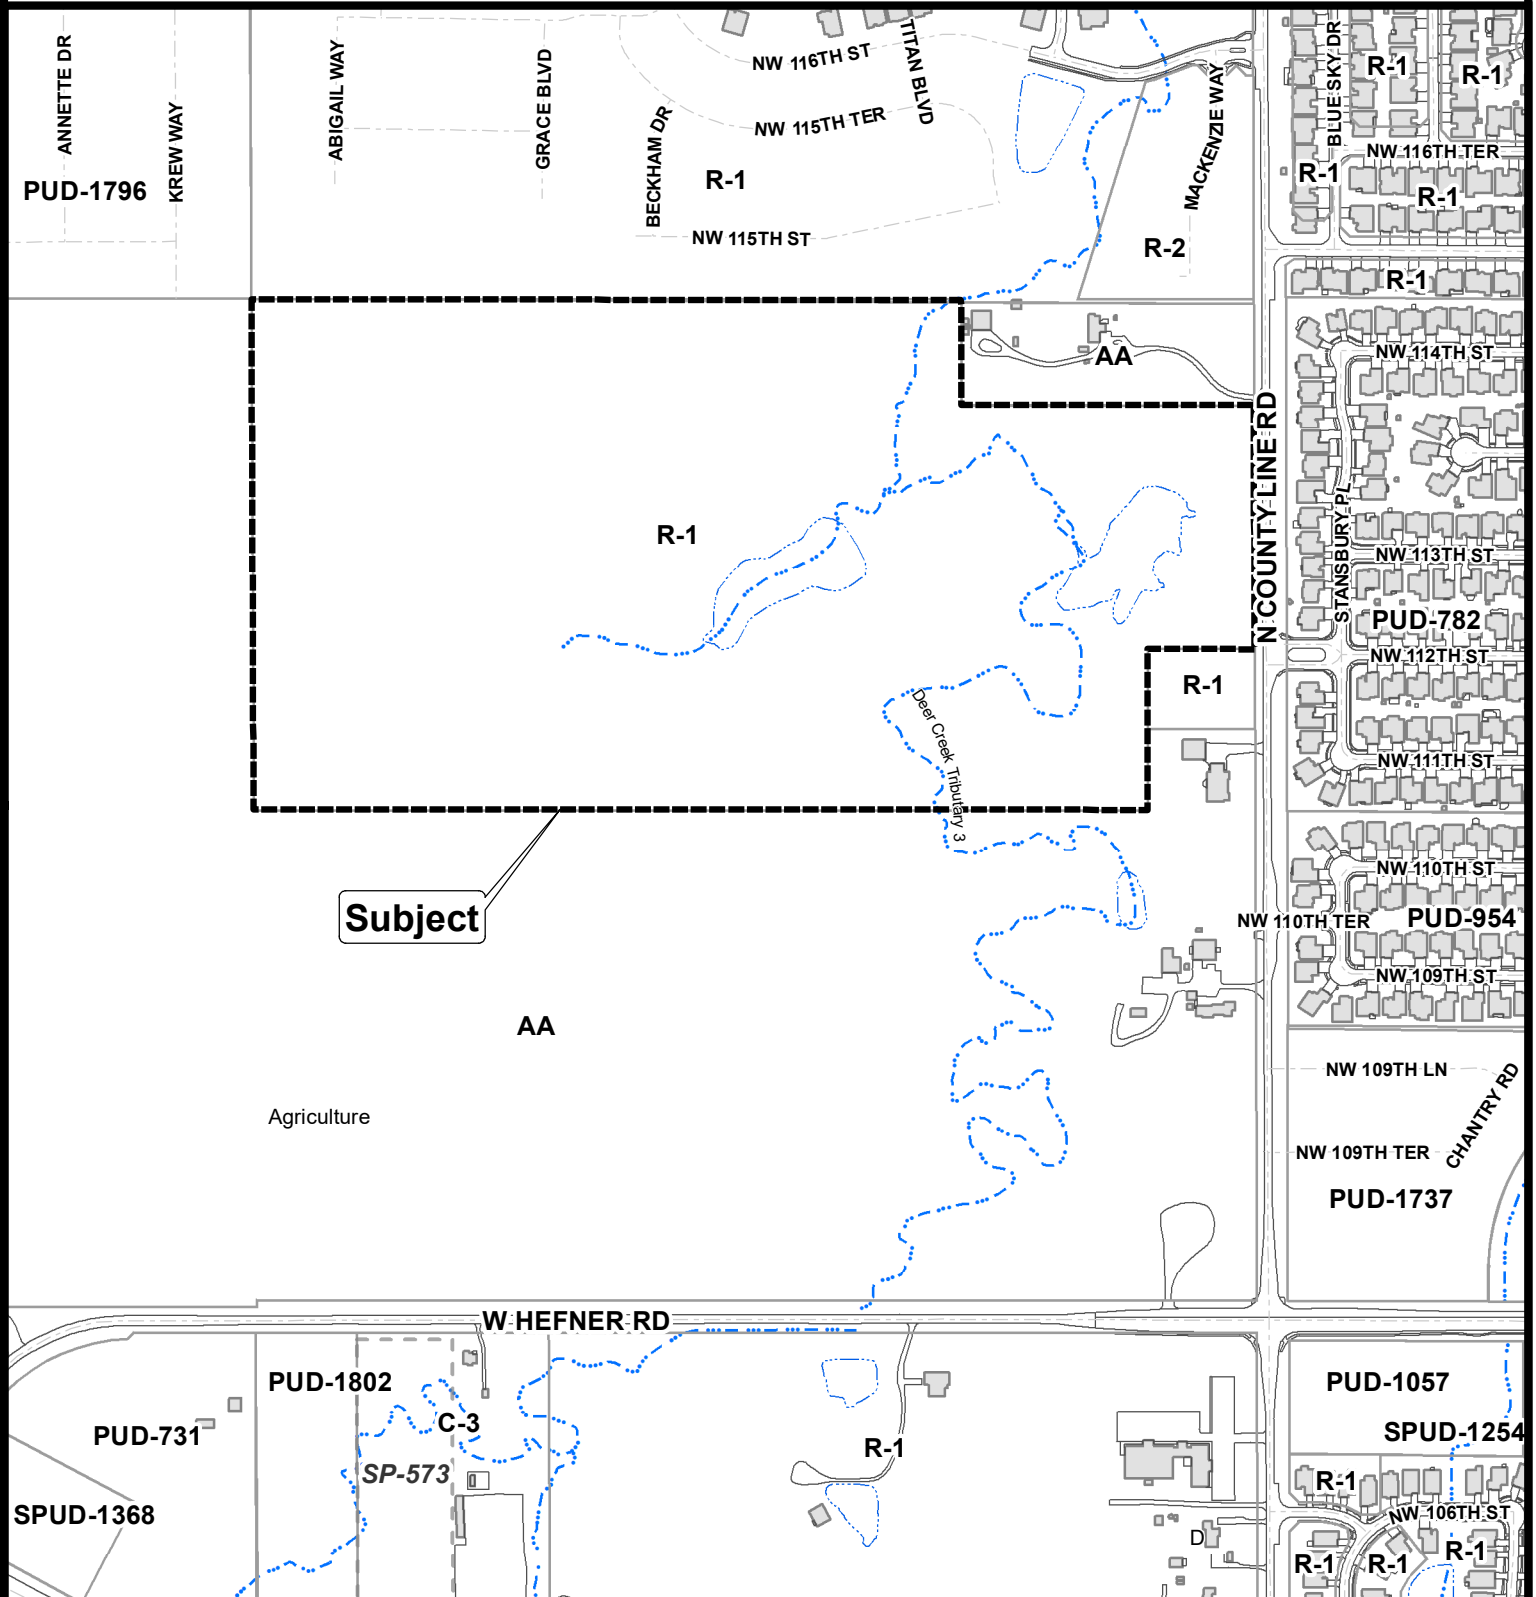 ANNETTE DR
KREW WAY
ABIGAIL WAY
GRACE BLVD
BECKHAM DR
NW 116TH ST
TITAN BLVD
NW 115TH TER
MACKENZIE WAY
BLUE SKY DR
R-1
R-1
NW 116TH TER
R-1
R-1
PUD-1796
R-1
NW 115TH ST
R-2
R-1
NW 114TH ST
AA
N COUNTY LINE RD
STANSBURY PL
R-1
NW 113TH ST
PUD-782
NW 112TH ST
R-1
Deer Creek Tributary 3
NW 111TH ST
NW 110TH ST
Subject
NW 110TH TER
PUD-954
NW 109TH ST
AA
NW 109TH LN
CHANTRY RD
Agriculture
NW 109TH TER
PUD-1737
W HEFNER RD
PUD-1802
PUD-1057
C-3
PUD-731
SPUD-1254
R-1
SP-573
R-1
SPUD-1368
NW 106TH ST
D
R-1
R-1
R-1